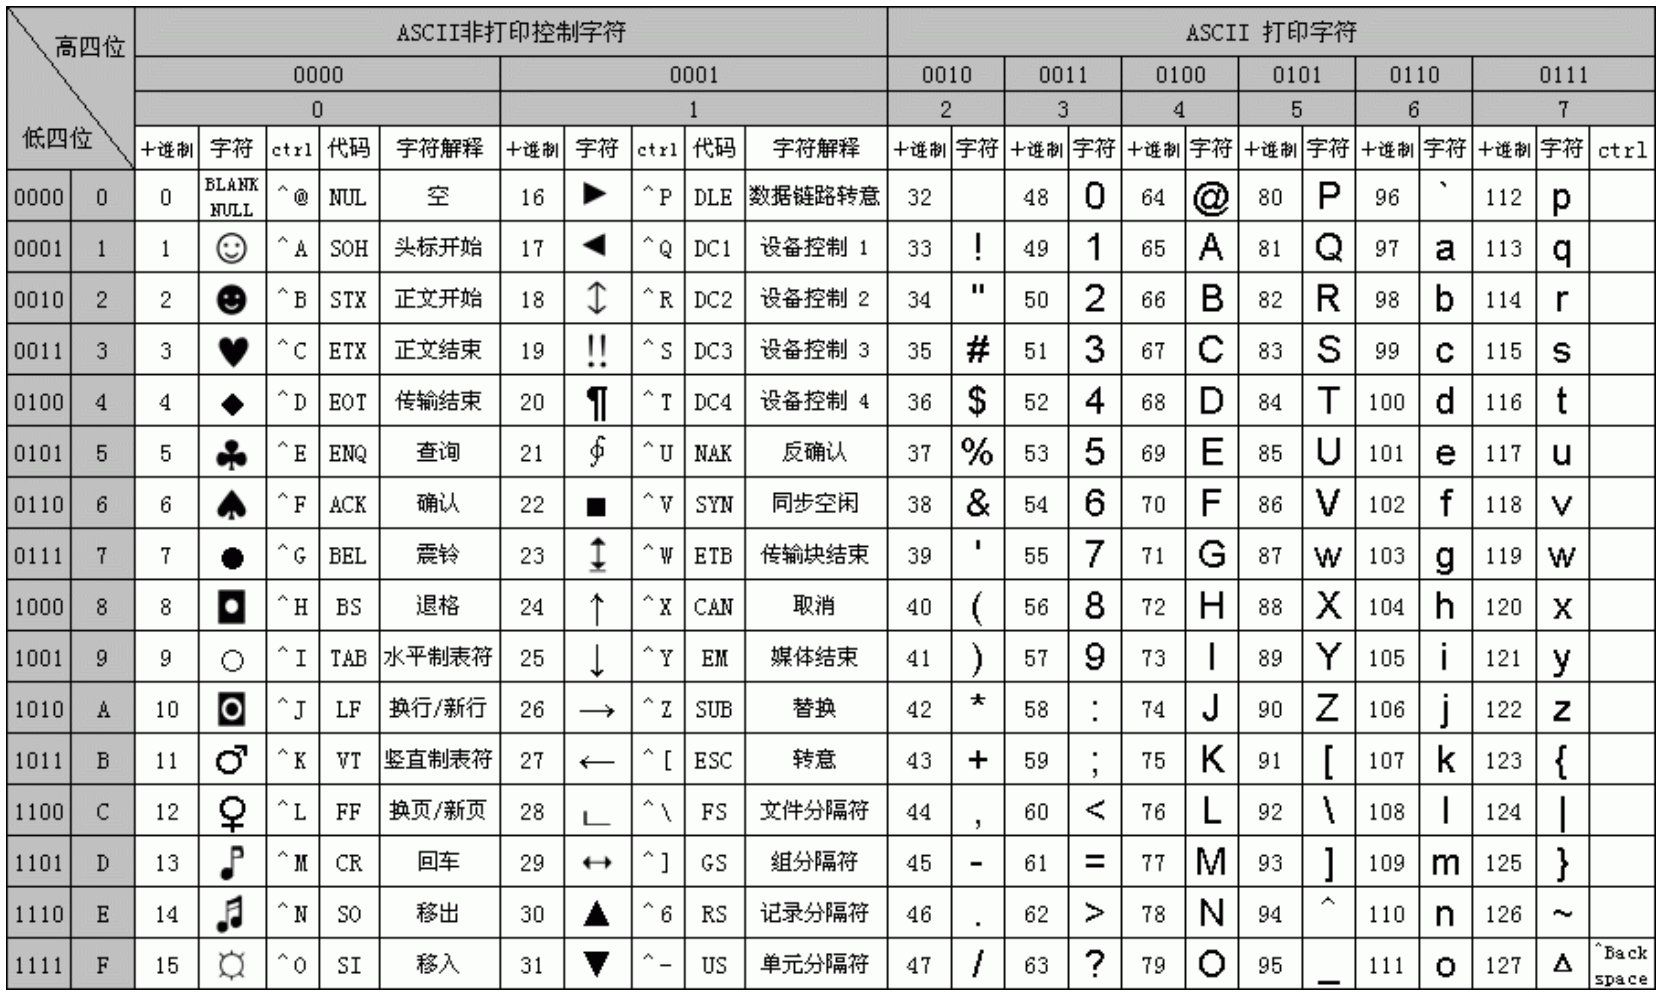 高四位
低四位
ASCII非打印控制字符 ASCII 打印字符
0000 0001 0010 0011 0100 0101 0110 0111
0 1 2 3 4 5 6 7
十进制 字符 ctrl 代码 字符解释 十进制 字符 ctrl 代码 字符解释 十进制 字符 十进制 字符 十进制 字符 十进制 字符 十进制 字符 十进制 字符 ctrl
0000 0 0 BLANK NULL ^@ NUL 空 16 ► ^P DLE 数据链路转意 32 48 0 64 @ 80 P 96 ` 112 p
0001 1 1 ☺ ^A SOH 头标开始 17 ◄ ^Q DC1 设备控制 1 33 ! 49 1 65 A 81 Q 97 a 113 q
0010 2 2 ☻ ^B STX 正文开始 18 ↕ ^R DC2 设备控制 2 34 " 50 2 66 B 82 R 98 b 114 r
0011 3 3 ♥ ^C ETX 正文结束 19 ‼ ^S DC3 设备控制 3 35 # 51 3 67 C 83 S 99 c 115 s
0100 4 4 ♦ ^D EOT 传输结束 20 ¶ ^T DC4 设备控制 4 36 $ 52 4 68 D 84 T 100 d 116 t
0101 5 5 ♣ ^E ENQ 查询 21 ∮ ^U NAK 反确认 37 % 53 5 69 E 85 U 101 e 117 u
0110 6 6 ♠ ^F ACK 确认 22 ■ ^V SYN 同步空闲 38 & 54 6 70 F 86 V 102 f 118 v
0111 7 7 ● ^G BEL 震铃 23 ↨ ^W ETB 传输块结束 39 ' 55 7 71 G 87 w 103 g 119 w
1000 8 8 ◘ ^H BS 退格 24 ↑ ^X CAN 取消 40 ( 56 8 72 H 88 X 104 h 120 x
1001 9 9 ○ ^I TAB 水平制表符 25 ↓ ^Y EM 媒体结束 41 ) 57 9 73 I 89 Y 105 i 121 y
1010 A 10 ◙ ^J LF 换行/新行 26 → ^Z SUB 替换 42 * 58 : 74 J 90 Z 106 j 122 z
1011 B 11 ♂ ^K VT 竖直制表符 27 ← ^[ ESC 转意 43 + 59 ; 75 K 91 [ 107 k 123 {
1100 C 12 ♀ ^L FF 换页/新页 28 ∟ ^\ FS 文件分隔符 44 , 60 < 76 L 92 \ 108 l 124 |
1101 D 13 ♪ ^M CR 回车 29 ↔ ^] GS 组分隔符 45 - 61 = 77 M 93 ] 109 m 125 }
1110 E 14 ♫ ^N SO 移出 30 ▲ ^6 RS 记录分隔符 46 . 62 > 78 N 94 ^ 110 n 126 ~
1111 F 15 ☼ ^O SI 移入 31 ▼ ^- US 单元分隔符 47 / 63 ? 79 O 95 _ 111 o 127 Δ ^Back space